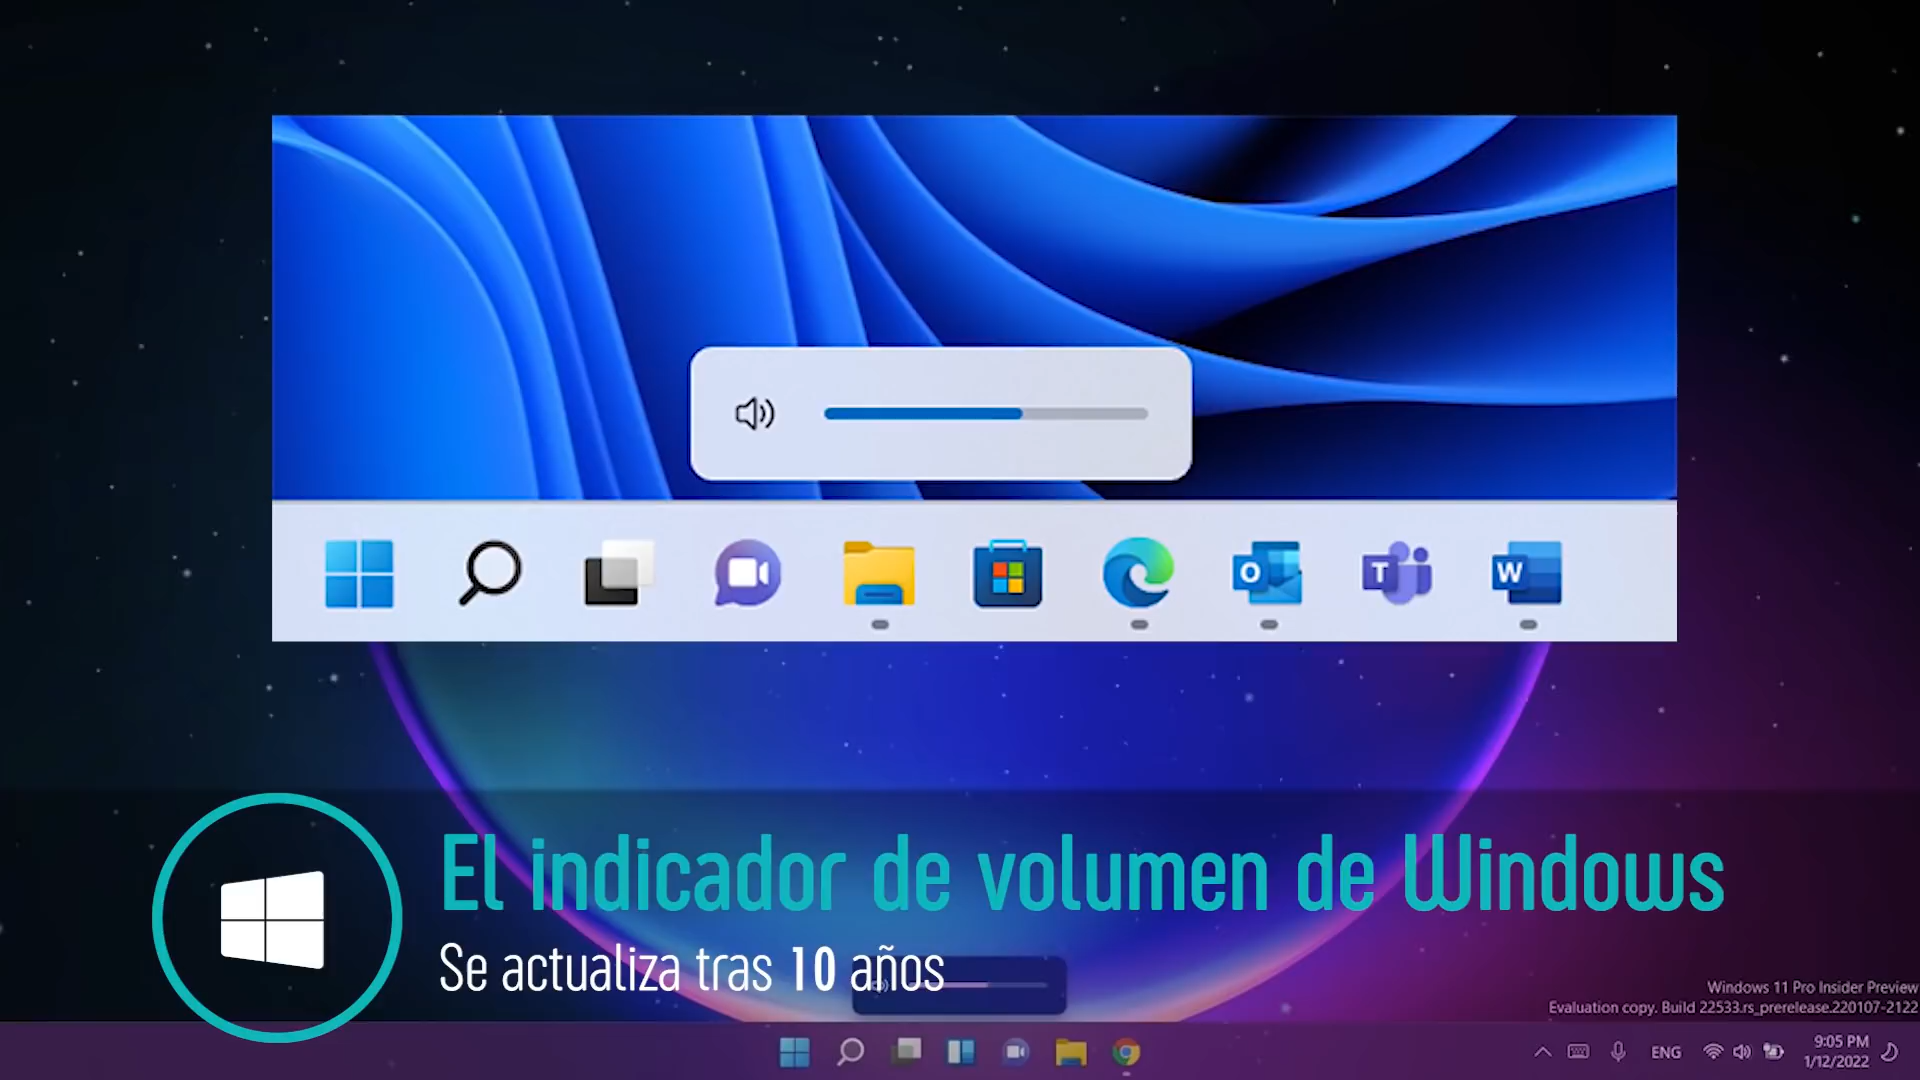 O
T
W
El indicador de volumen de Windows
Se actualiza tras 10 años
Windows 11 Pro Insider Preview
Evaluation copy. Build 22533.rs_prerelease.220107-2122
ENG
9:05 PM
1/12/2022